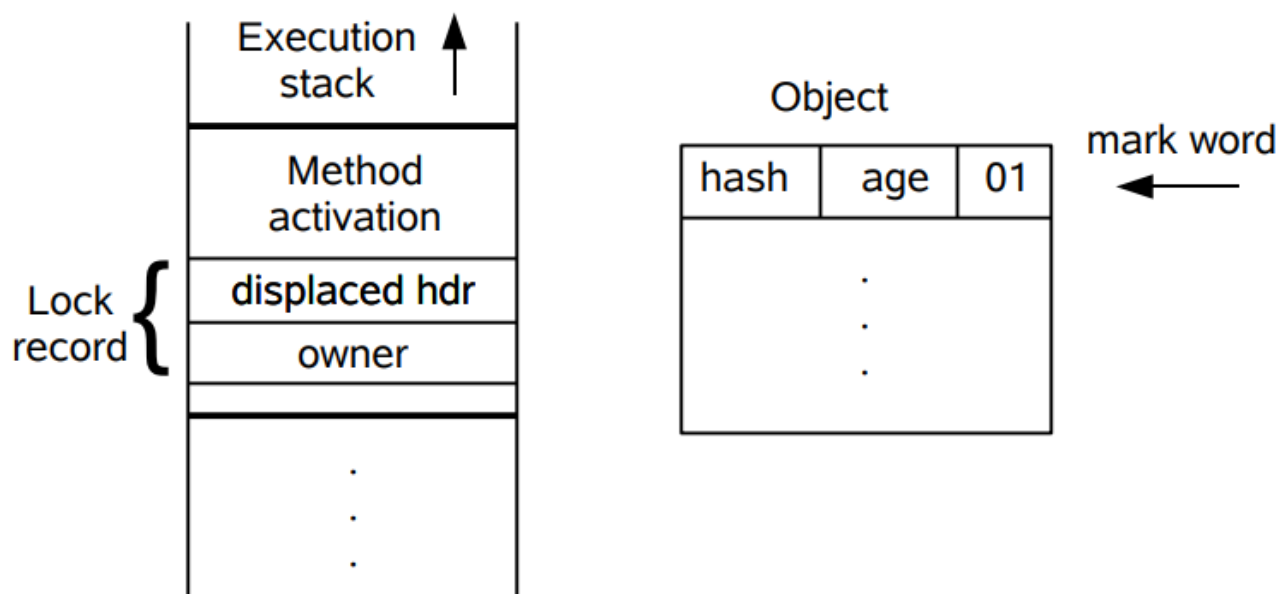 Execution
stack
Method
activation
Lock
record
displaced hdr
owner
Object
mark word
hash age 01